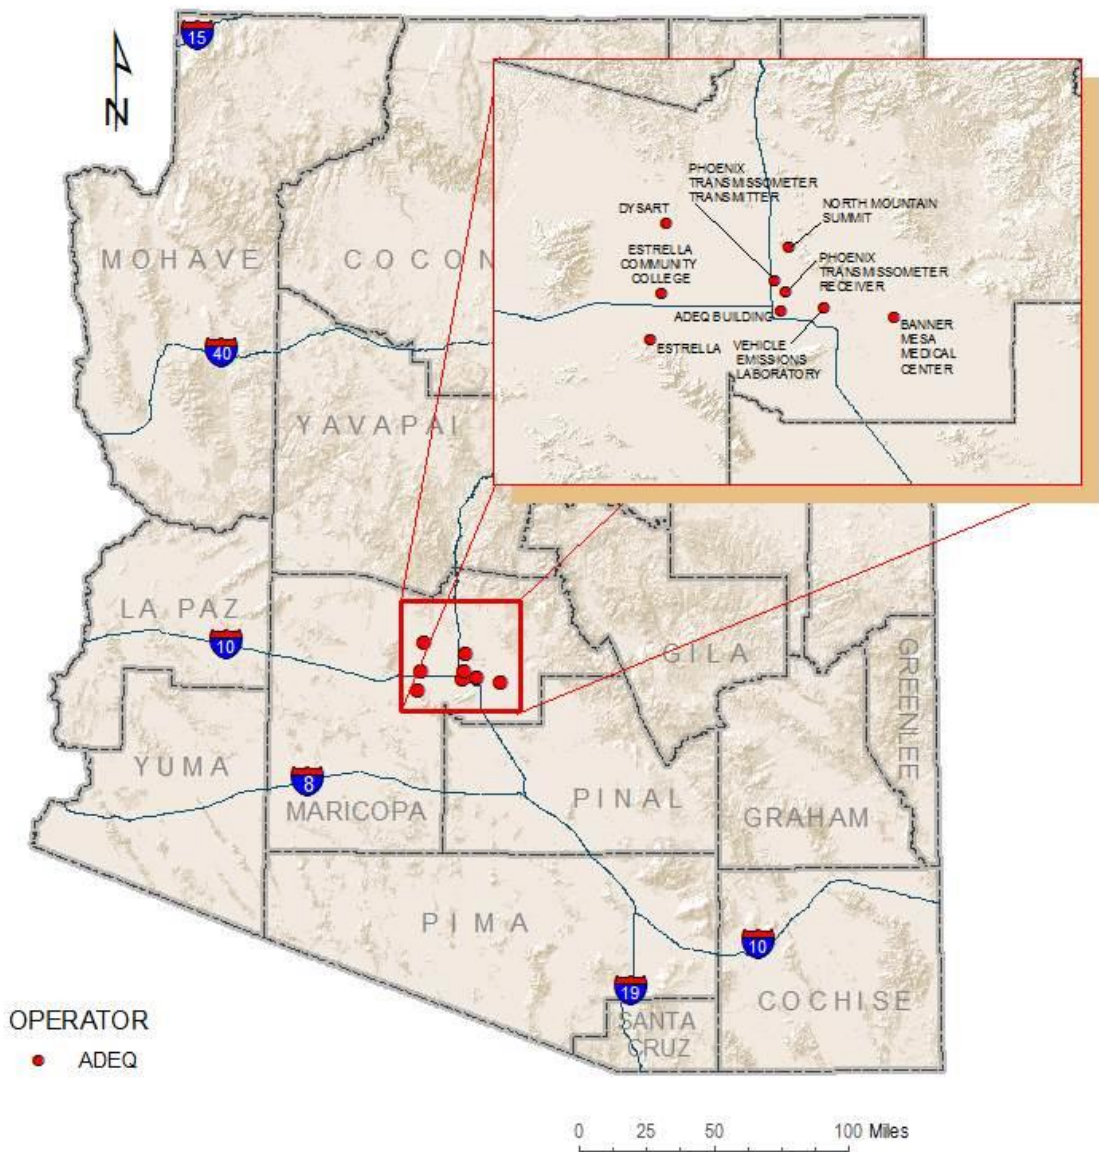 15
N
PHOENIX
TRANSMISSOMETER
TRANSMITTER
DYSART
NORTH MOUNTAIN
SUMMIT
ESTRELLA
COMMUNITY
COLLEGE
PHOENIX
TRANSMISSOMETER
RECEIVER
ADEQ BUILDING
ESTRELLA
VEHICLE
EMISSIONS
LABORATORY
BANNER
MESA
MEDICAL
CENTER
MOHAVE
COCON
40
YAVAPAI
LA PAZ
10
GILA
GREENLEE
YUMA
8
MARICOPA
PINAL
GRAHAM
PIMA
10
19
COCHISE
SANTA
CRUZ
OPERATOR
ADEQ
0 25 50 100 Miles